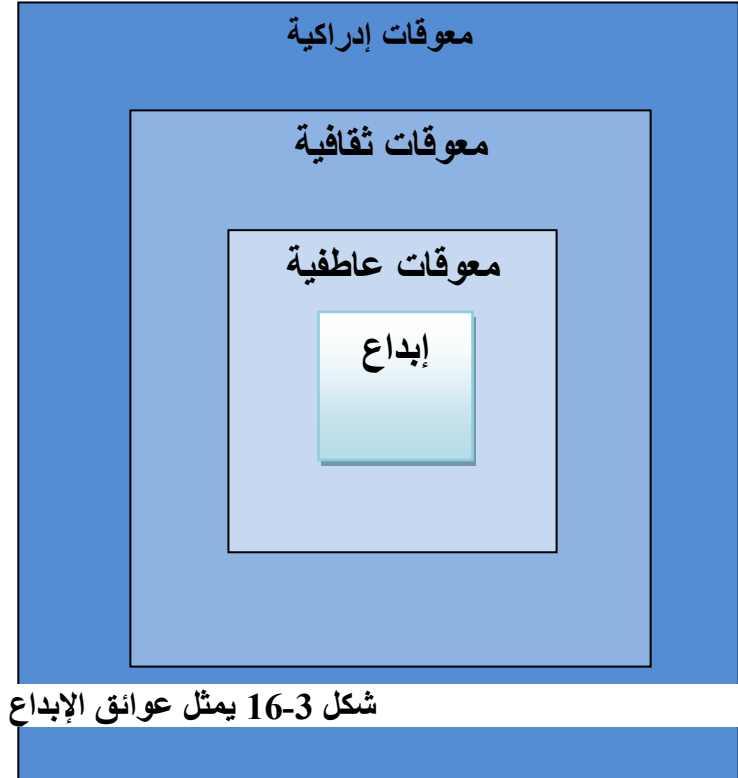 معوقات إدراكية
معوقات ثقافية
معوقات عاطفية
إبداع
شكل 3-16 يمثل عوائق الإبداع